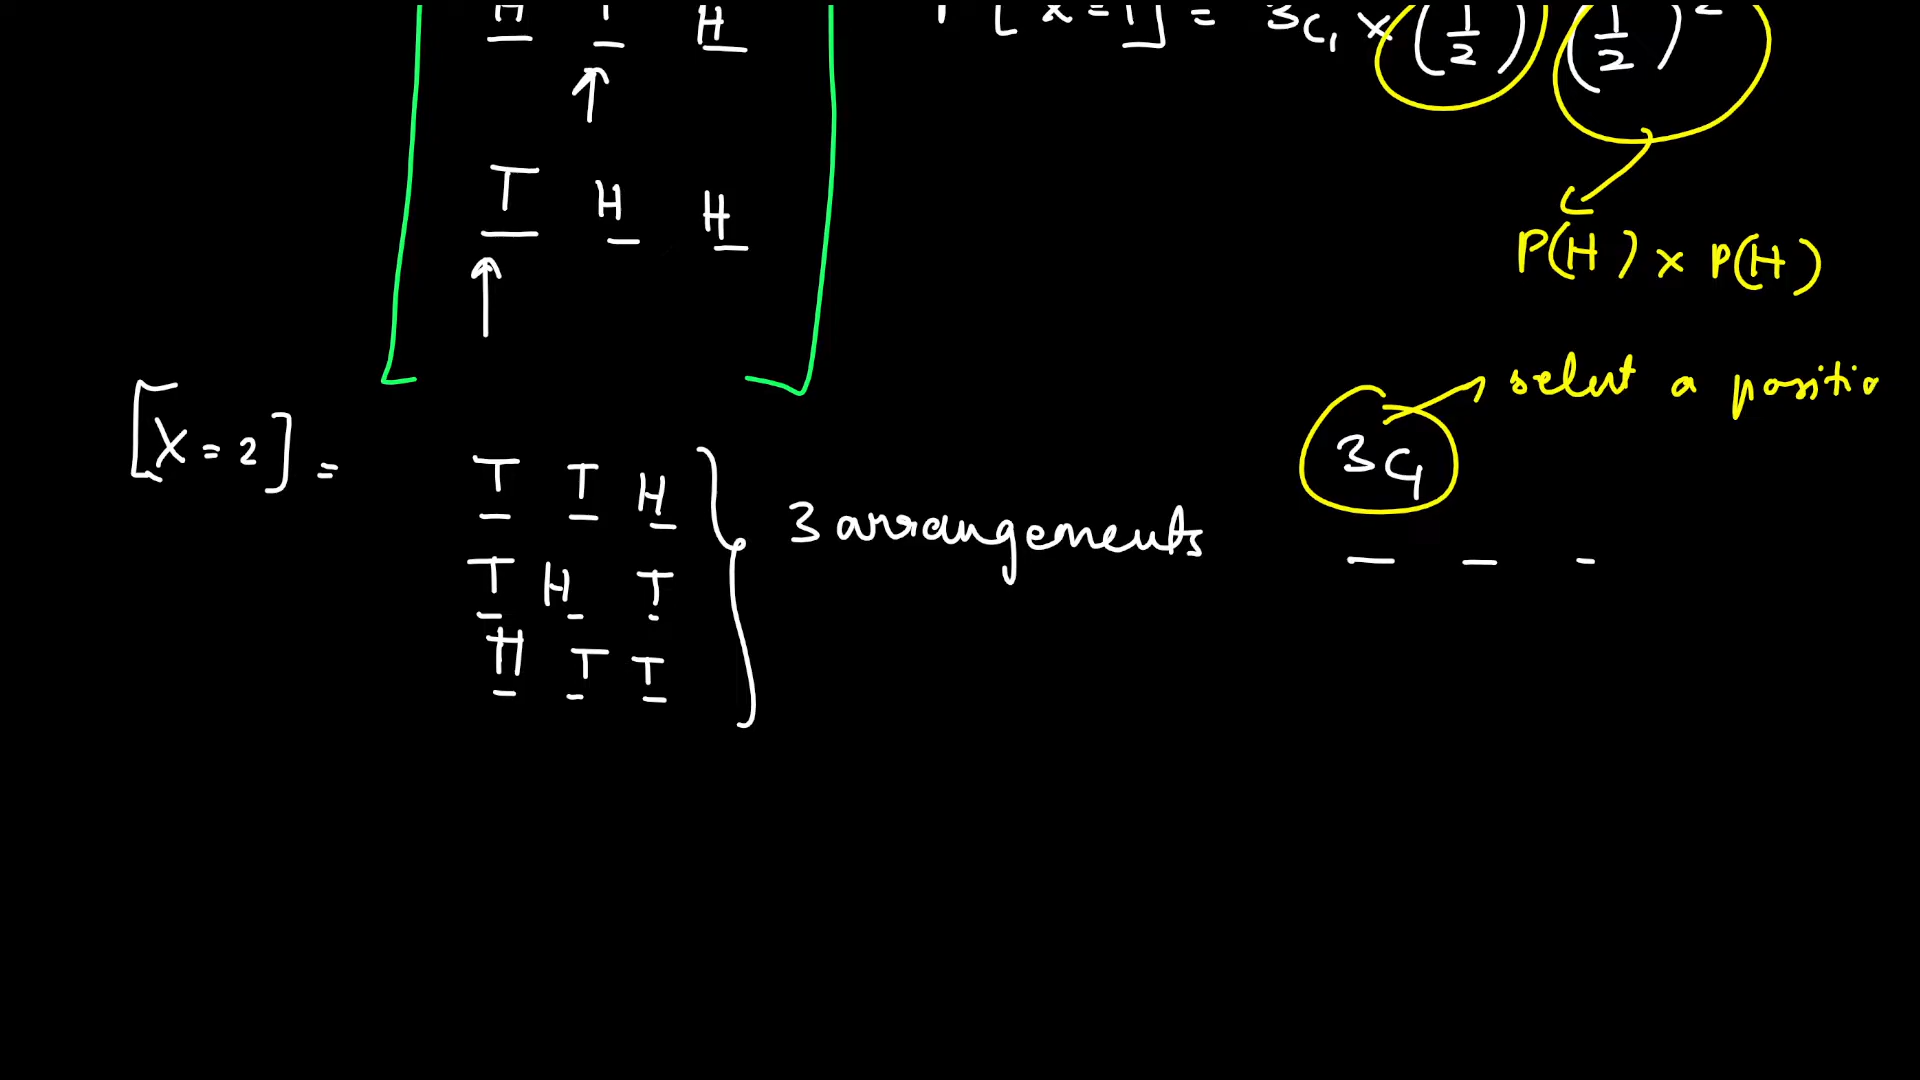 H T H
P[X=1] = 3C₁ × (1/2) (1/2)²
T H H
P(H) × P(H)
[X=2] =
T T H
T H T
H T T
3 arrangements
3C₁
select a positio